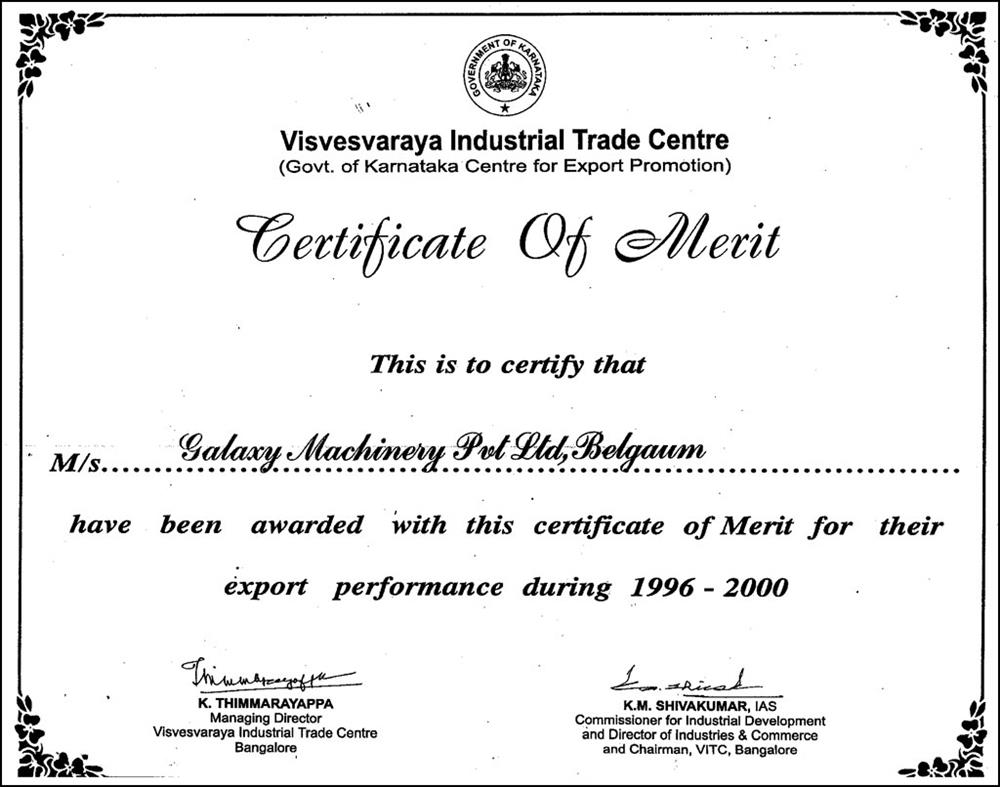 GOVERNMENT OF KARNATAKA
Visvesvaraya Industrial Trade Centre
(Govt. of Karnataka Centre for Export Promotion)
Certificate Of Merit
This is to certify that
M/s. Galaxy Machinery Pvt Ltd, Belgaum
have been awarded with this certificate of Merit for their
export performance during 1996 - 2000
Thimmarayappa
K. THIMMARAYAPPA
Managing Director
Visvesvaraya Industrial Trade Centre
Bangalore
K.M. SHIVAKUMAR, IAS
Commissioner for Industrial Development
and Director of Industries & Commerce
and Chairman, VITC, Bangalore